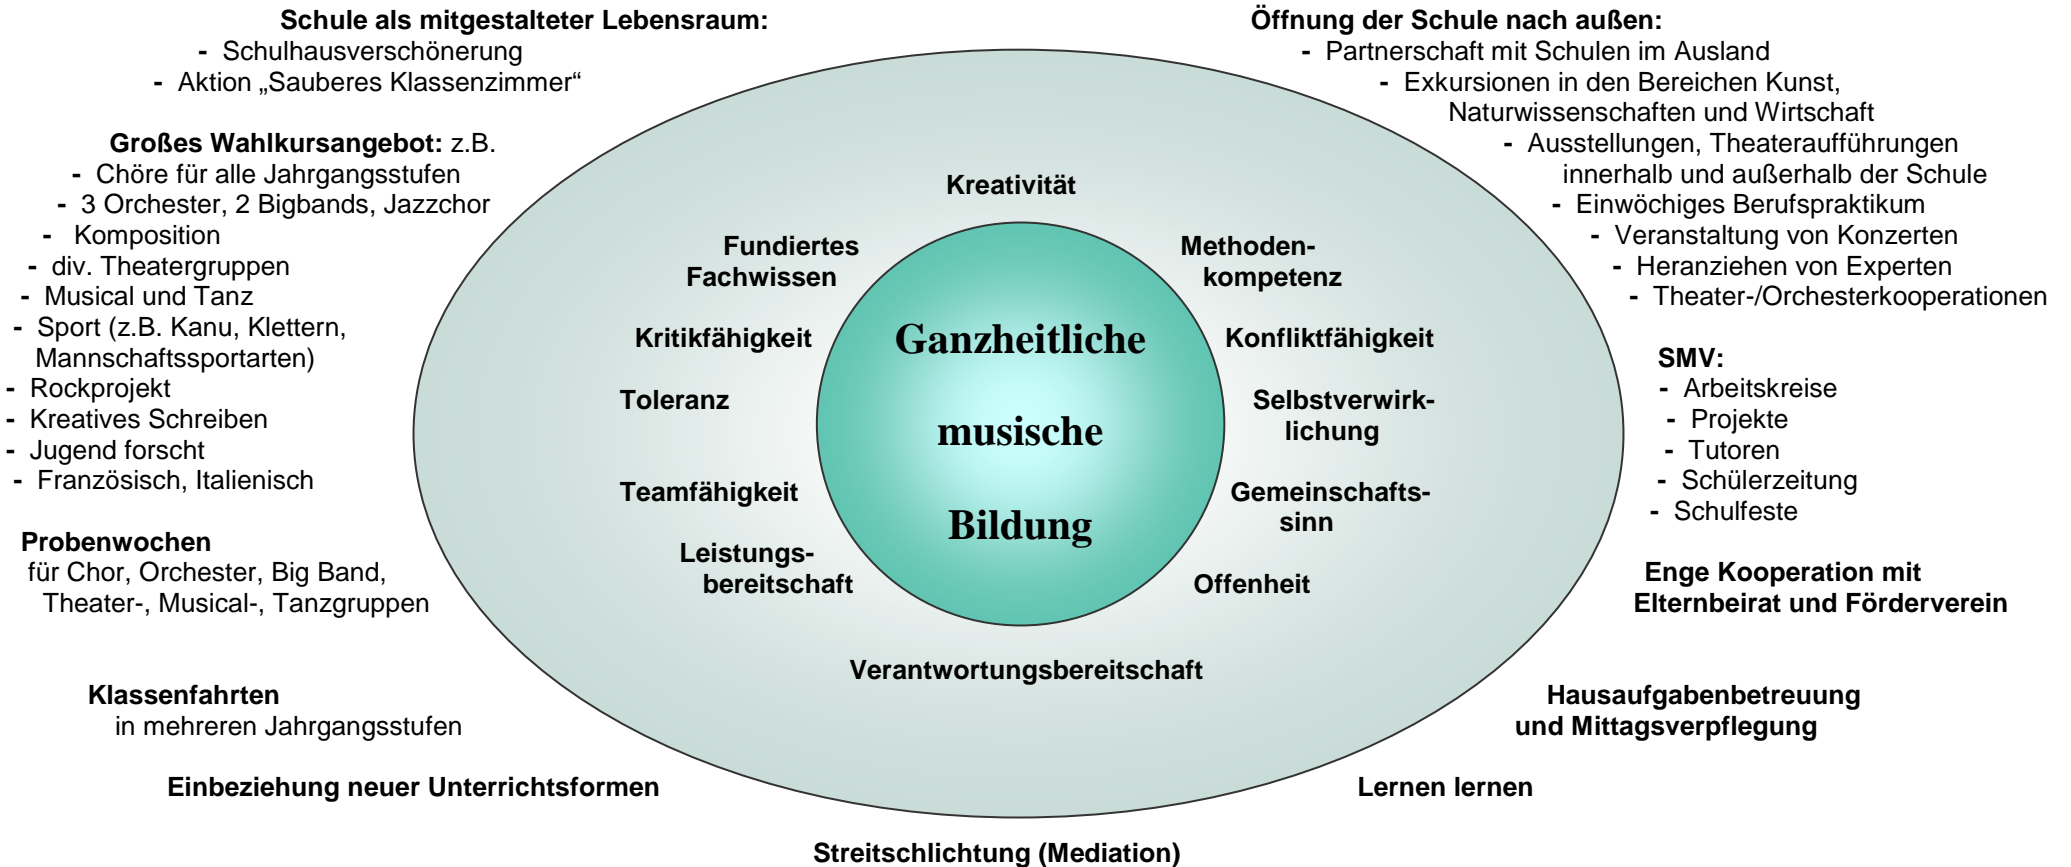 Schule als mitgestalteter Lebensraum:
- Schulhausverschönerung
- Aktion „Sauberes Klassenzimmer“
Großes Wahlkursangebot: z.B.
- Chöre für alle Jahrgangsstufen
- 3 Orchester, 2 Bigbands, Jazzchor
- Komposition
- div. Theatergruppen
- Musical und Tanz
- Sport (z.B. Kanu, Klettern,
Mannschaftssportarten)
- Rockprojekt
- Kreatives Schreiben
- Jugend forscht
- Französisch, Italienisch
Probenwochen
für Chor, Orchester, Big Band,
Theater-, Musical-, Tanzgruppen
Klassenfahrten
in mehreren Jahrgangsstufen
Einbeziehung neuer Unterrichtsformen
Kreativität
Fundiertes
Fachwissen
Kritikfähigkeit
Toleranz
Teamfähigkeit
Leistungs-
bereitschaft
Ganzheitliche
musische
Bildung
Methoden-
kompetenz
Konfliktfähigkeit
Selbstverwirk-
lichung
Gemeinschafts-
sinn
Offenheit
Verantwortungsbereitschaft
Öffnung der Schule nach außen:
- Partnerschaft mit Schulen im Ausland
- Exkursionen in den Bereichen Kunst,
Naturwissenschaften und Wirtschaft
- Ausstellungen, Theateraufführungen
innerhalb und außerhalb der Schule
- Einwöchiges Berufspraktikum
- Veranstaltung von Konzerten
- Heranziehen von Experten
- Theater-/Orchesterkooperationen
SMV:
- Arbeitskreise
- Projekte
- Tutoren
- Schülerzeitung
- Schulfeste
Enge Kooperation mit
Elternbeirat und Förderverein
Hausaufgabenbetreuung
und Mittagsverpflegung
Lernen lernen
Streitschlichtung (Mediation)